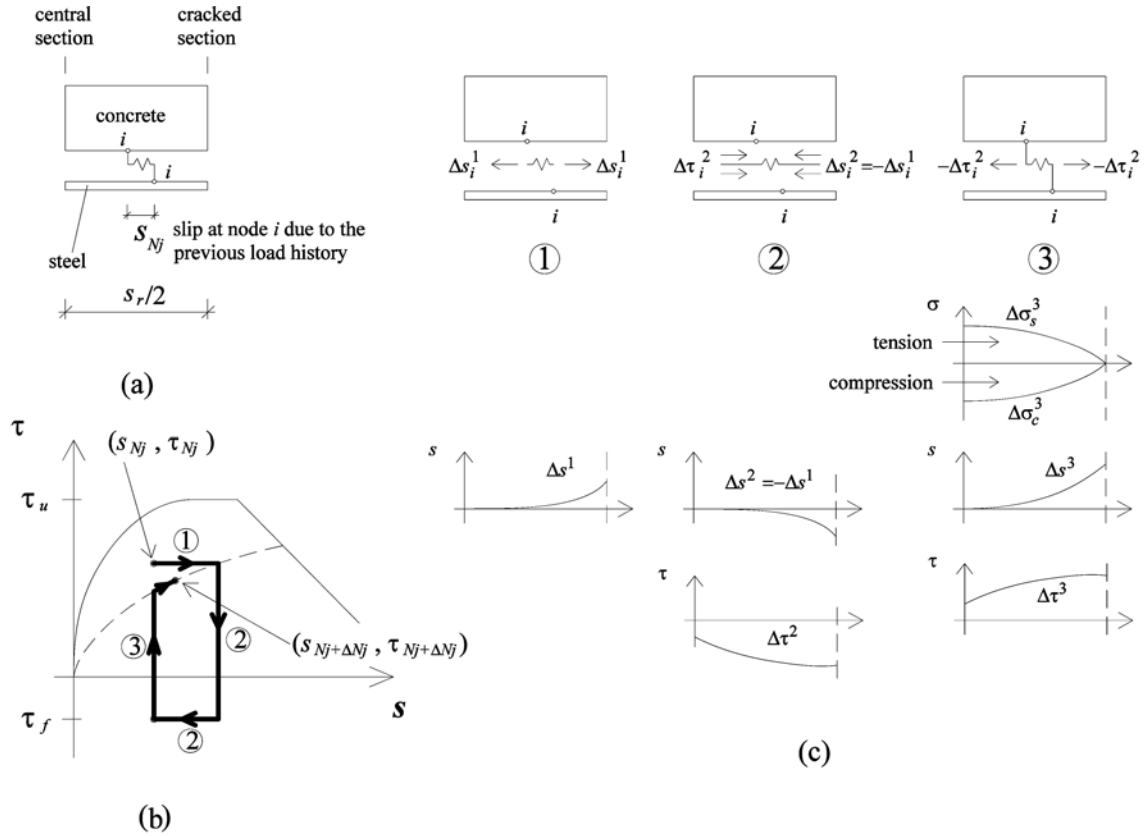 central
section
cracked
section
concrete
i
i
s_Nj
slip at node i due to the
previous load history
steel
s_r/2
(a)
i
Δs_i^1
Δs_i^1
i
①
i
Δτ_i^2
Δs_i^2=-Δs_i^1
i
②
i
-Δτ_i^2
-Δτ_i^2
i
③
σ
Δσ_s^3
tension
compression
Δσ_c^3
s
Δs^1
s
Δs^2=-Δs^1
s
Δs^3
τ
Δτ^2
τ
Δτ^3
(c)
τ
(s_Nj , τ_Nj)
τ_u
①
②
③
(s_Nj+ΔNj , τ_Nj+ΔNj)
s
τ_f
②
(b)